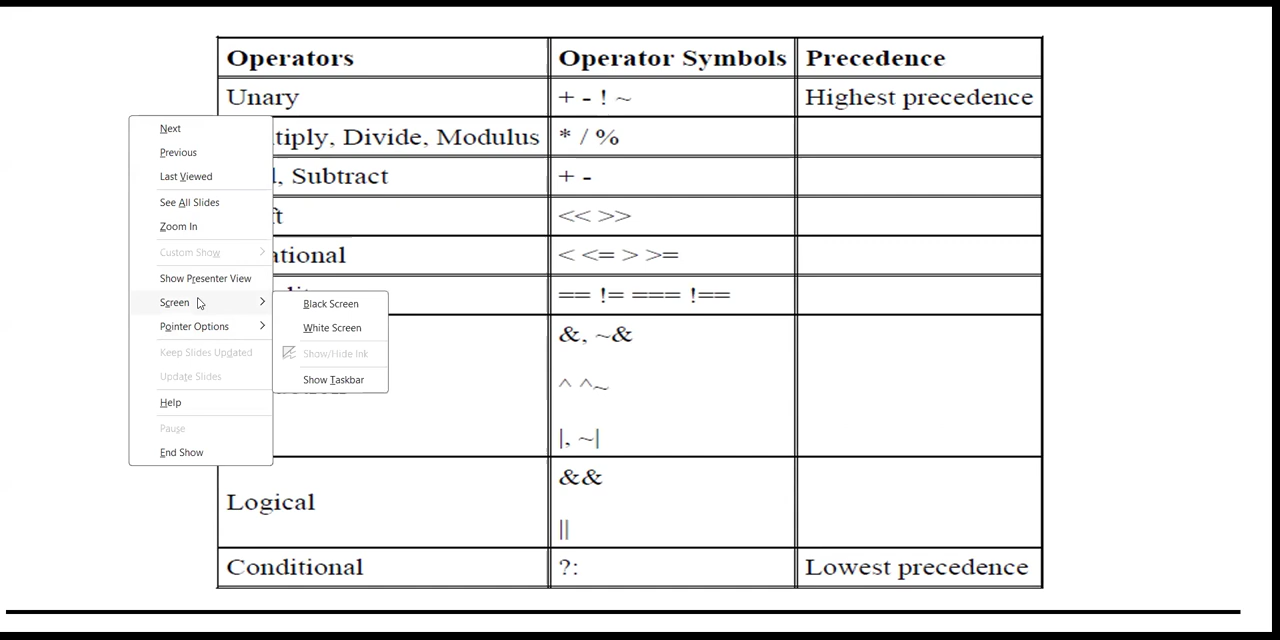 Operators Operator Symbols Precedence
Unary + - ! ~ Highest precedence
tiply, Divide, Modulus * / %
, Subtract + -
ft << >>
ational < <= > >=
== != === !==
&, ~&
^ ^~
|, ~|
Logical && ||
Conditional ?: Lowest precedence
Next
Previous
Last Viewed
See All Slides
Zoom In
Custom Show
Show Presenter View
Screen
Pointer Options
Keep Slides Updated
Update Slides
Help
Pause
End Show
Black Screen
White Screen
Show/Hide Ink
Show Taskbar